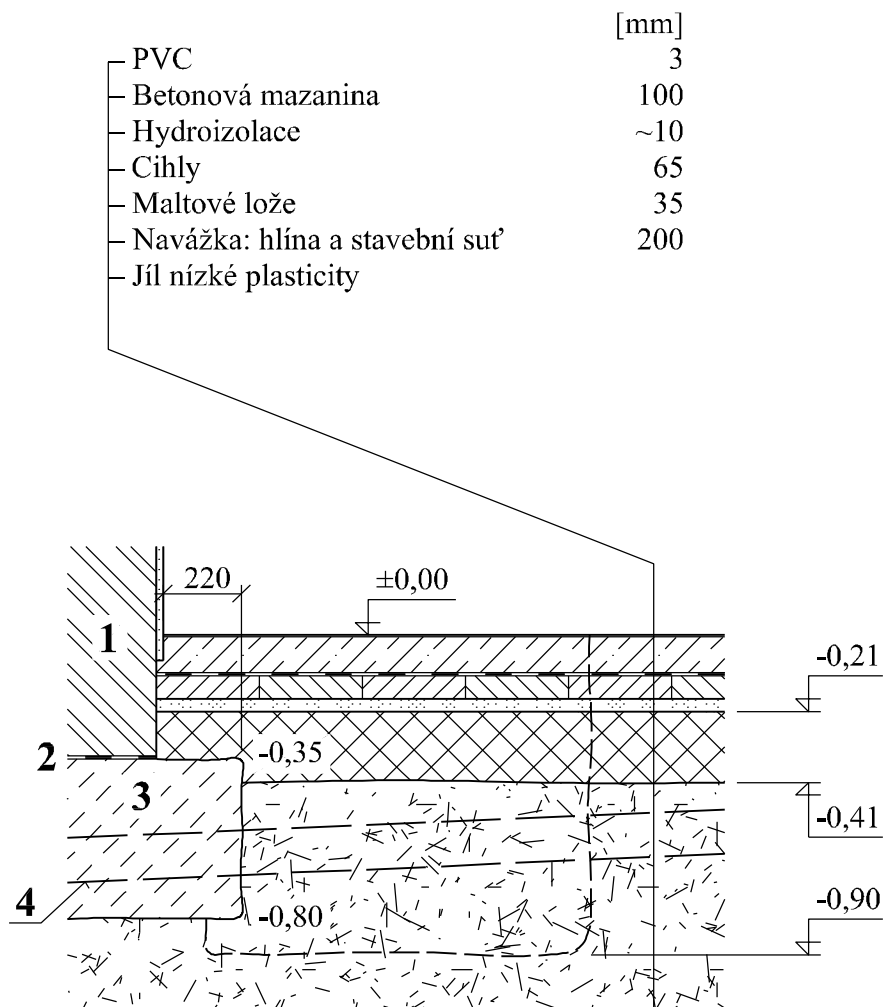 [mm]
PVC 3
Betonová mazanina 100
Hydroizolace ~10
Cihly 65
Maltové lože 35
Navážka: hlína a stavební suť 200
Jíl nízké plasticity
220
±0,00
1
-0,21
2
-0,35
3
-0,41
4
-0,80
-0,90